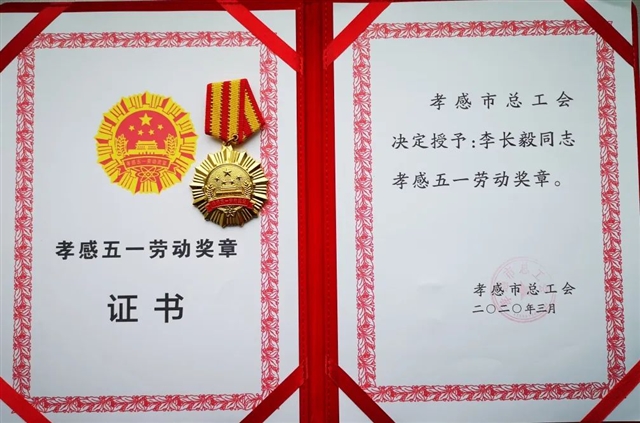 孝感五一劳动奖章
证书
孝感市总工会
决定授予:李长毅同志
孝感五一劳动奖章。
孝感市总工会
二〇二〇年三月